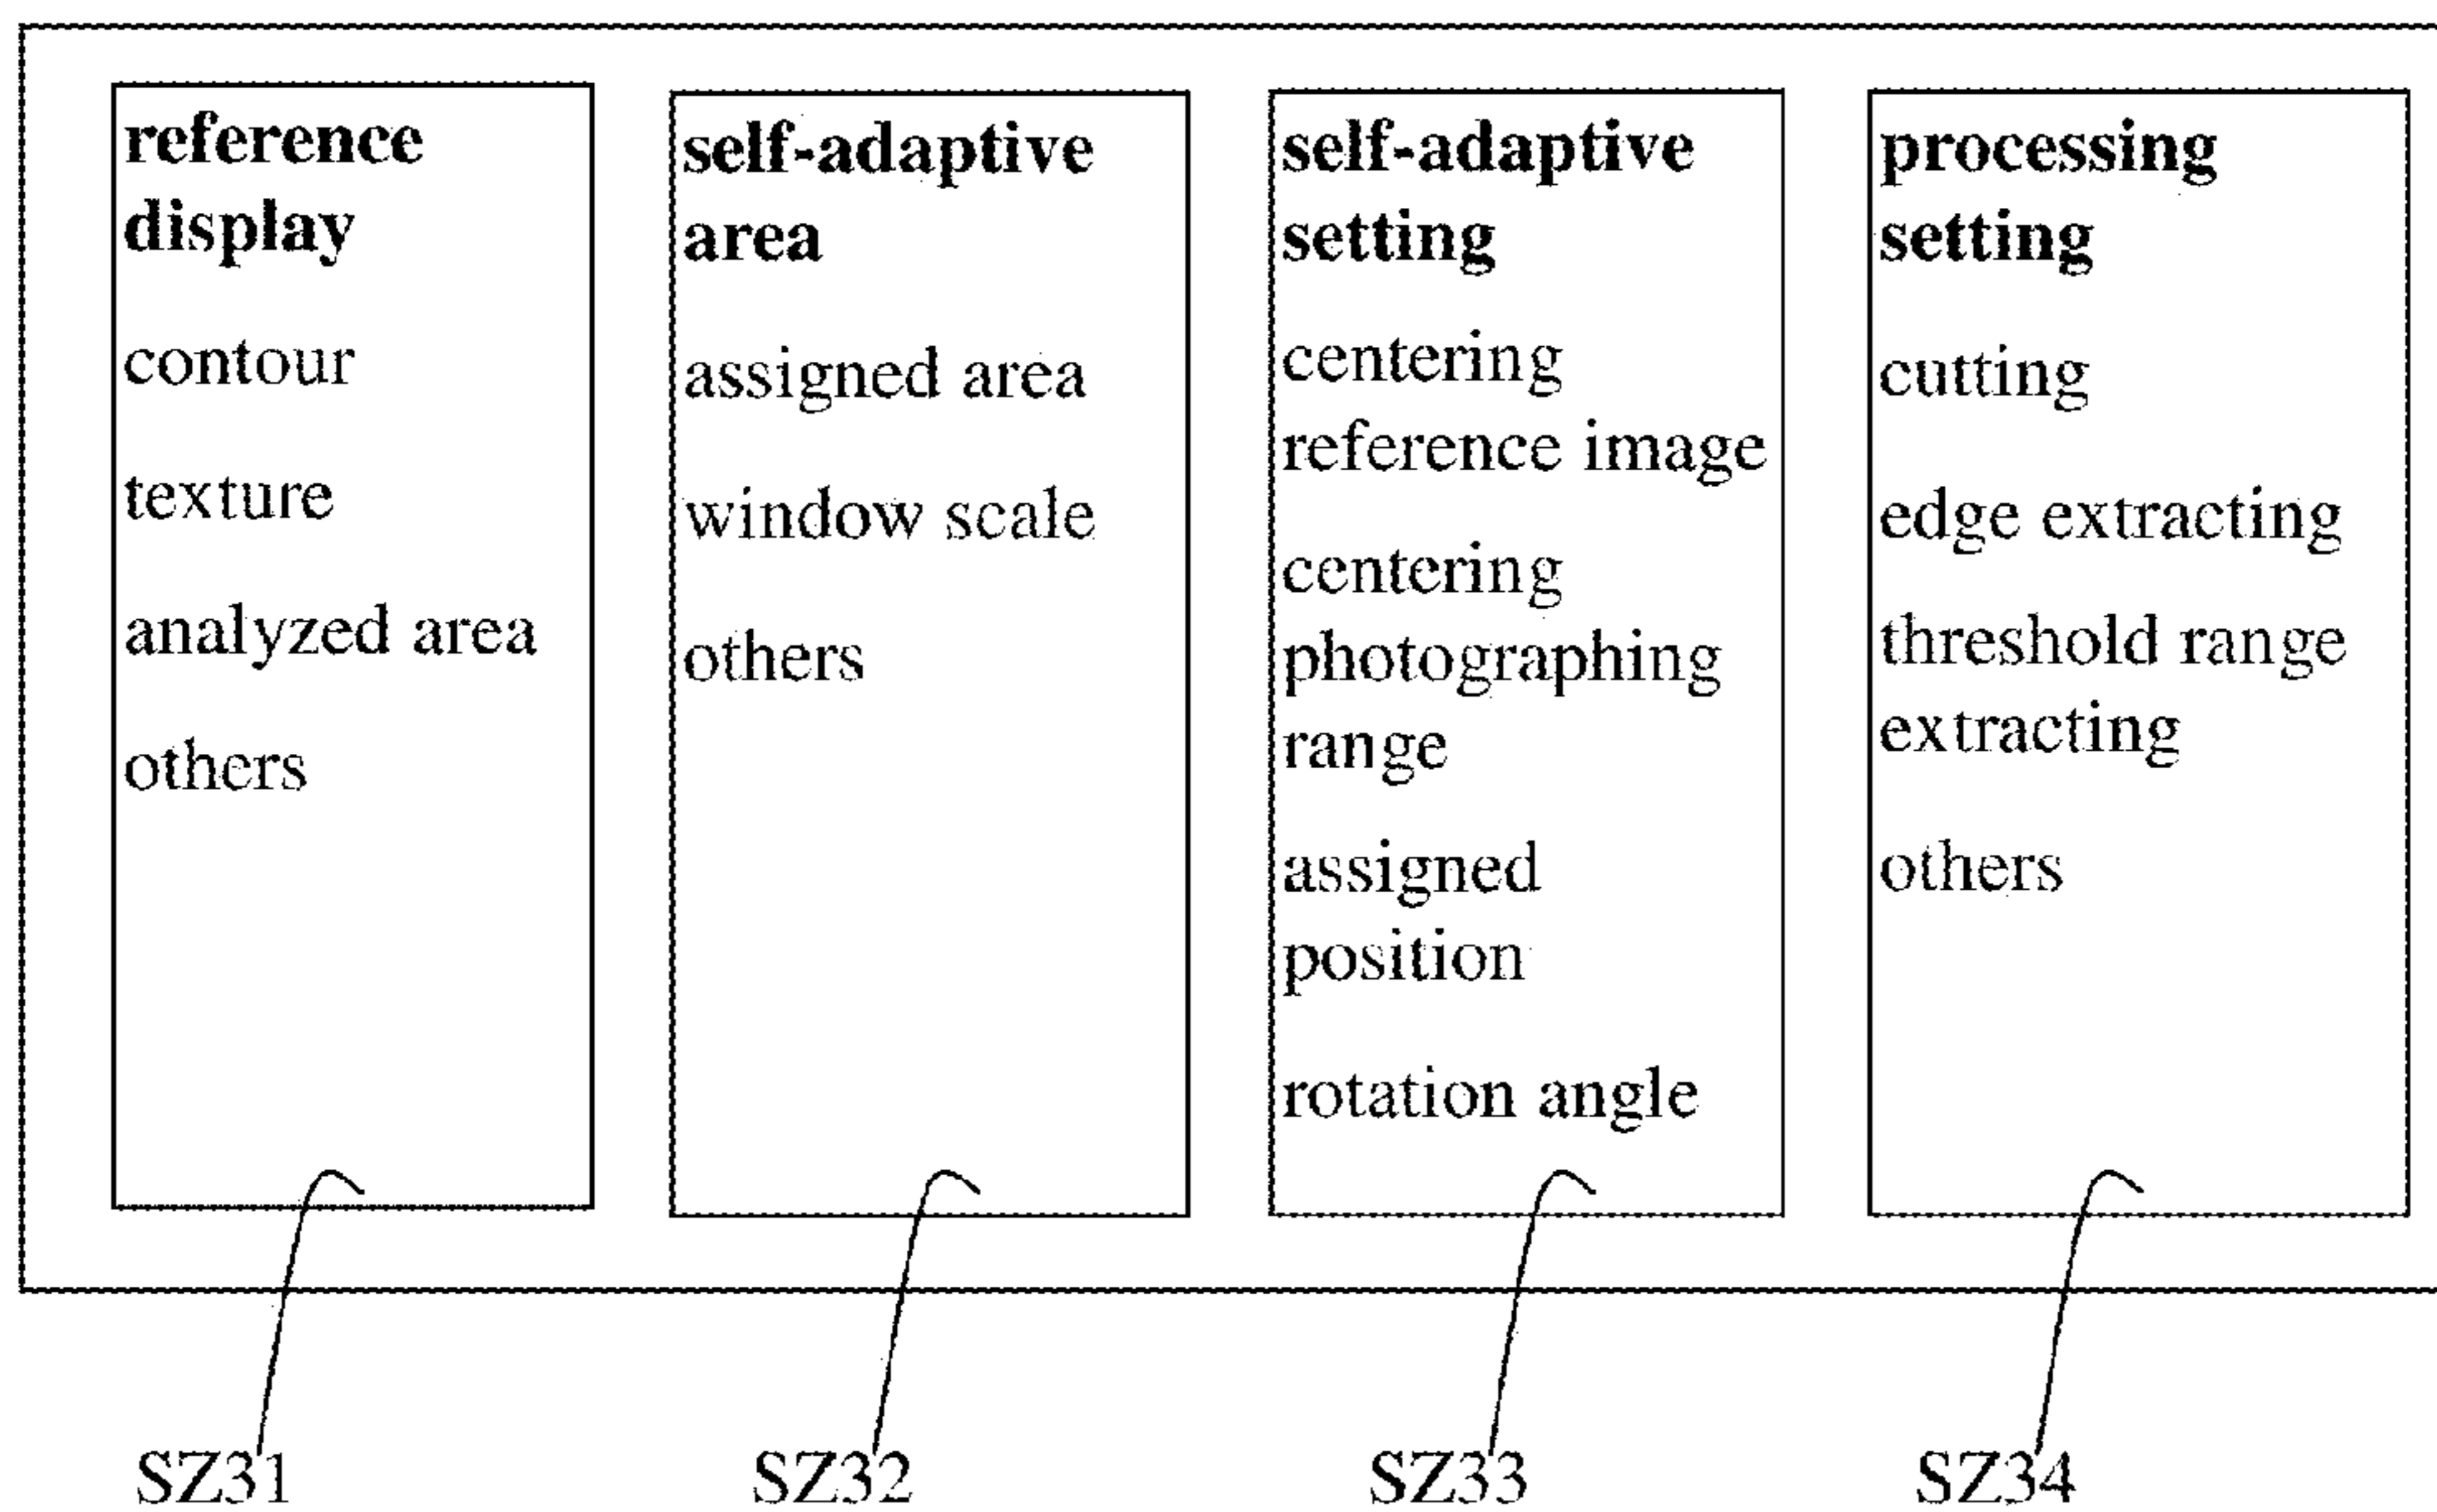 reference
display
contour
texture
analyzed area
others
self-adaptive
area
assigned area
window scale
others
self-adaptive
setting
centering
reference image
centering
photographing
range
assigned
position
rotation angle
processing
setting
cutting
edge extracting
threshold range
extracting
others
SZ31
SZ32
SZ33
SZ34